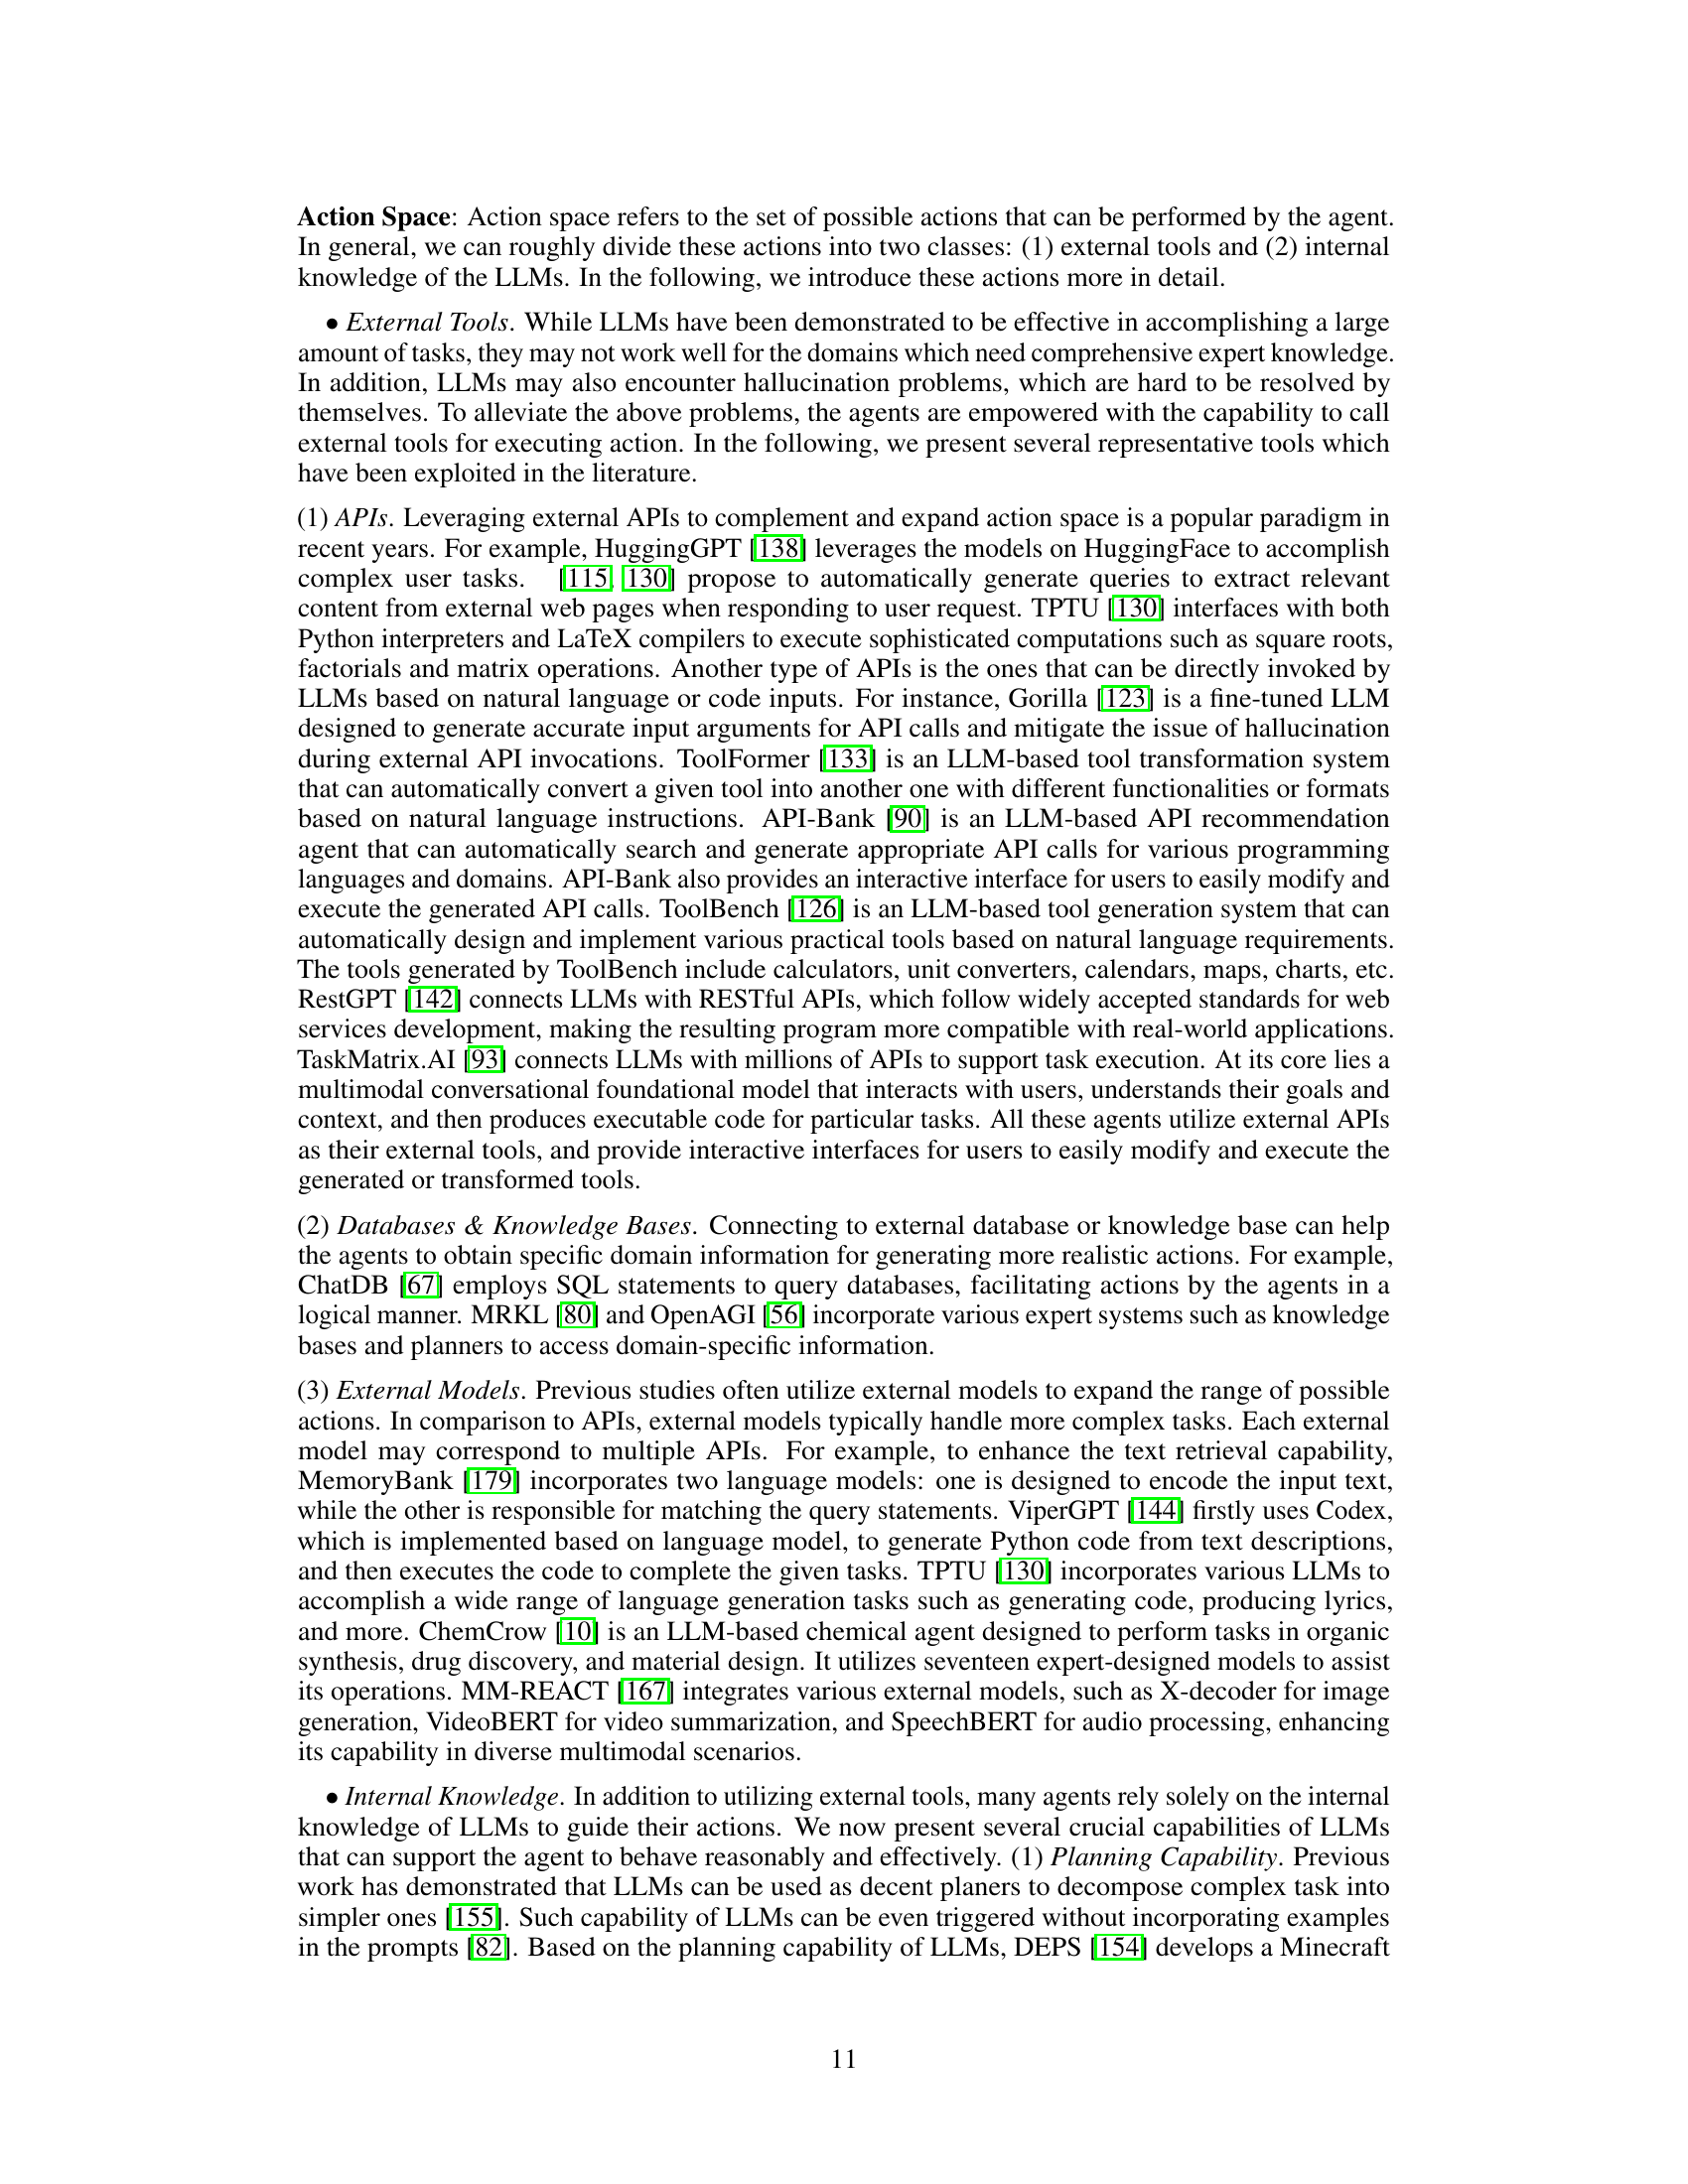 Action Space: Action space refers to the set of possible actions that can be performed by the agent.
In general, we can roughly divide these actions into two classes: (1) external tools and (2) internal
knowledge of the LLMs. In the following, we introduce these actions more in detail.
• External Tools. While LLMs have been demonstrated to be effective in accomplishing a large
amount of tasks, they may not work well for the domains which need comprehensive expert knowledge.
In addition, LLMs may also encounter hallucination problems, which are hard to be resolved by
themselves. To alleviate the above problems, the agents are empowered with the capability to call
external tools for executing action. In the following, we present several representative tools which
have been exploited in the literature.
(1) APIs. Leveraging external APIs to complement and expand action space is a popular paradigm in
recent years. For example, HuggingGPT [138] leverages the models on HuggingFace to accomplish
complex user tasks. [115, 130] propose to automatically generate queries to extract relevant
content from external web pages when responding to user request. TPTU [130] interfaces with both
Python interpreters and LaTeX compilers to execute sophisticated computations such as square roots,
factorials and matrix operations. Another type of APIs is the ones that can be directly invoked by
LLMs based on natural language or code inputs. For instance, Gorilla [123] is a fine-tuned LLM
designed to generate accurate input arguments for API calls and mitigate the issue of hallucination
during external API invocations. ToolFormer [133] is an LLM-based tool transformation system
that can automatically convert a given tool into another one with different functionalities or formats
based on natural language instructions. API-Bank [90] is an LLM-based API recommendation
agent that can automatically search and generate appropriate API calls for various programming
languages and domains. API-Bank also provides an interactive interface for users to easily modify and
execute the generated API calls. ToolBench [126] is an LLM-based tool generation system that can
automatically design and implement various practical tools based on natural language requirements.
The tools generated by ToolBench include calculators, unit converters, calendars, maps, charts, etc.
RestGPT [142] connects LLMs with RESTful APIs, which follow widely accepted standards for web
services development, making the resulting program more compatible with real-world applications.
TaskMatrix.AI [93] connects LLMs with millions of APIs to support task execution. At its core lies a
multimodal conversational foundational model that interacts with users, understands their goals and
context, and then produces executable code for particular tasks. All these agents utilize external APIs
as their external tools, and provide interactive interfaces for users to easily modify and execute the
generated or transformed tools.
(2) Databases & Knowledge Bases. Connecting to external database or knowledge base can help
the agents to obtain specific domain information for generating more realistic actions. For example,
ChatDB [67] employs SQL statements to query databases, facilitating actions by the agents in a
logical manner. MRKL [80] and OpenAGI [56] incorporate various expert systems such as knowledge
bases and planners to access domain-specific information.
(3) External Models. Previous studies often utilize external models to expand the range of possible
actions. In comparison to APIs, external models typically handle more complex tasks. Each external
model may correspond to multiple APIs. For example, to enhance the text retrieval capability,
MemoryBank [179] incorporates two language models: one is designed to encode the input text,
while the other is responsible for matching the query statements. ViperGPT [144] firstly uses Codex,
which is implemented based on language model, to generate Python code from text descriptions,
and then executes the code to complete the given tasks. TPTU [130] incorporates various LLMs to
accomplish a wide range of language generation tasks such as generating code, producing lyrics,
and more. ChemCrow [10] is an LLM-based chemical agent designed to perform tasks in organic
synthesis, drug discovery, and material design. It utilizes seventeen expert-designed models to assist
its operations. MM-REACT [167] integrates various external models, such as X-decoder for image
generation, VideoBERT for video summarization, and SpeechBERT for audio processing, enhancing
its capability in diverse multimodal scenarios.
• Internal Knowledge. In addition to utilizing external tools, many agents rely solely on the internal
knowledge of LLMs to guide their actions. We now present several crucial capabilities of LLMs
that can support the agent to behave reasonably and effectively. (1) Planning Capability. Previous
work has demonstrated that LLMs can be used as decent planers to decompose complex task into
simpler ones [155]. Such capability of LLMs can be even triggered without incorporating examples
in the prompts [82]. Based on the planning capability of LLMs, DEPS [154] develops a Minecraft
11